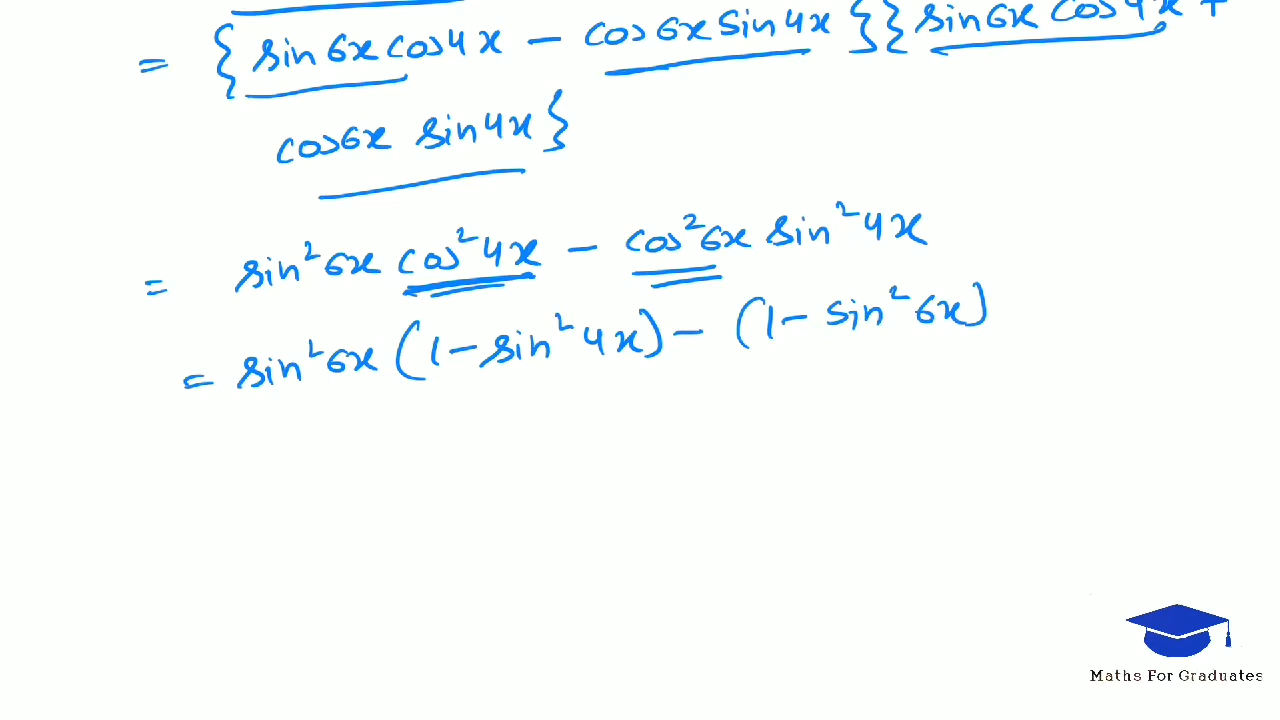 = {sin6x cos4x − cos6x sin4x}{sin6x cos4x +
cos6x sin4x}
= sin²6x cos²4x − cos²6x sin²4x
= sin²6x (1−sin²4x) − (1− sin²6x)
Maths For Graduates